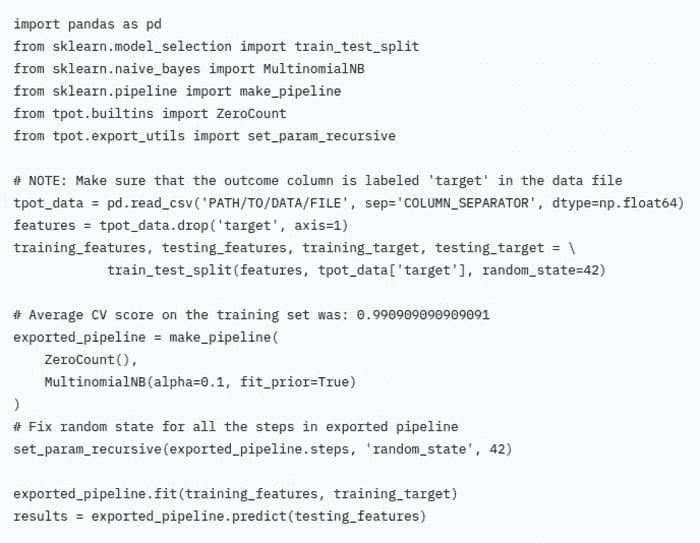 import pandas as pd
from sklearn.model_selection import train_test_split
from sklearn.naive_bayes import MultinomialNB
from sklearn.pipeline import make_pipeline
from tpot.builtins import ZeroCount
from tpot.export_utils import set_param_recursive

# NOTE: Make sure that the outcome column is labeled 'target' in the data file
tpot_data = pd.read_csv('PATH/TO/DATA/FILE', sep='COLUMN_SEPARATOR', dtype=np.float64)
features = tpot_data.drop('target', axis=1)
training_features, testing_features, training_target, testing_target = \
            train_test_split(features, tpot_data['target'], random_state=42)

# Average CV score on the training set was: 0.990909090909091
exported_pipeline = make_pipeline(
    ZeroCount(),
    MultinomialNB(alpha=0.1, fit_prior=True)
)
# Fix random state for all the steps in exported pipeline
set_param_recursive(exported_pipeline.steps, 'random_state', 42)

exported_pipeline.fit(training_features, training_target)
results = exported_pipeline.predict(testing_features)